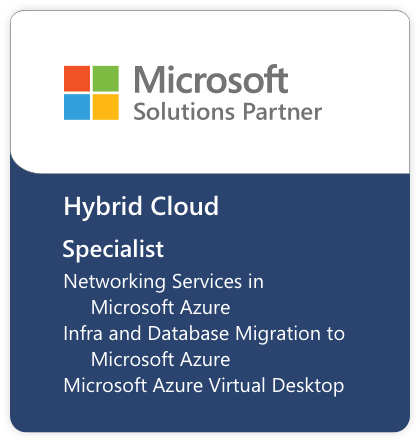 Microsoft
Solutions Partner
Hybrid Cloud
Specialist
Networking Services in
Microsoft Azure
Infra and Database Migration to
Microsoft Azure
Microsoft Azure Virtual Desktop